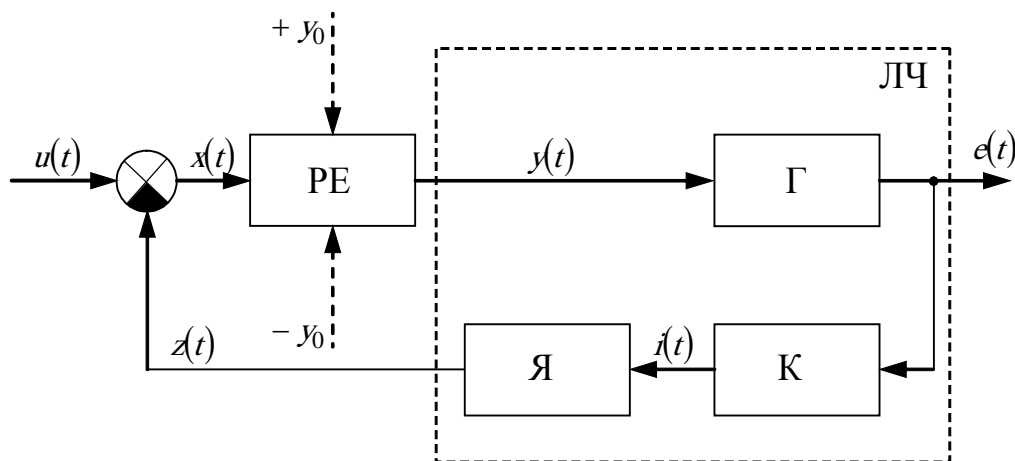 + y₀
ЛЧ
u(t)
x(t)
РЕ
y(t)
Г
e(t)
− y₀
z(t)
Я
i(t)
К